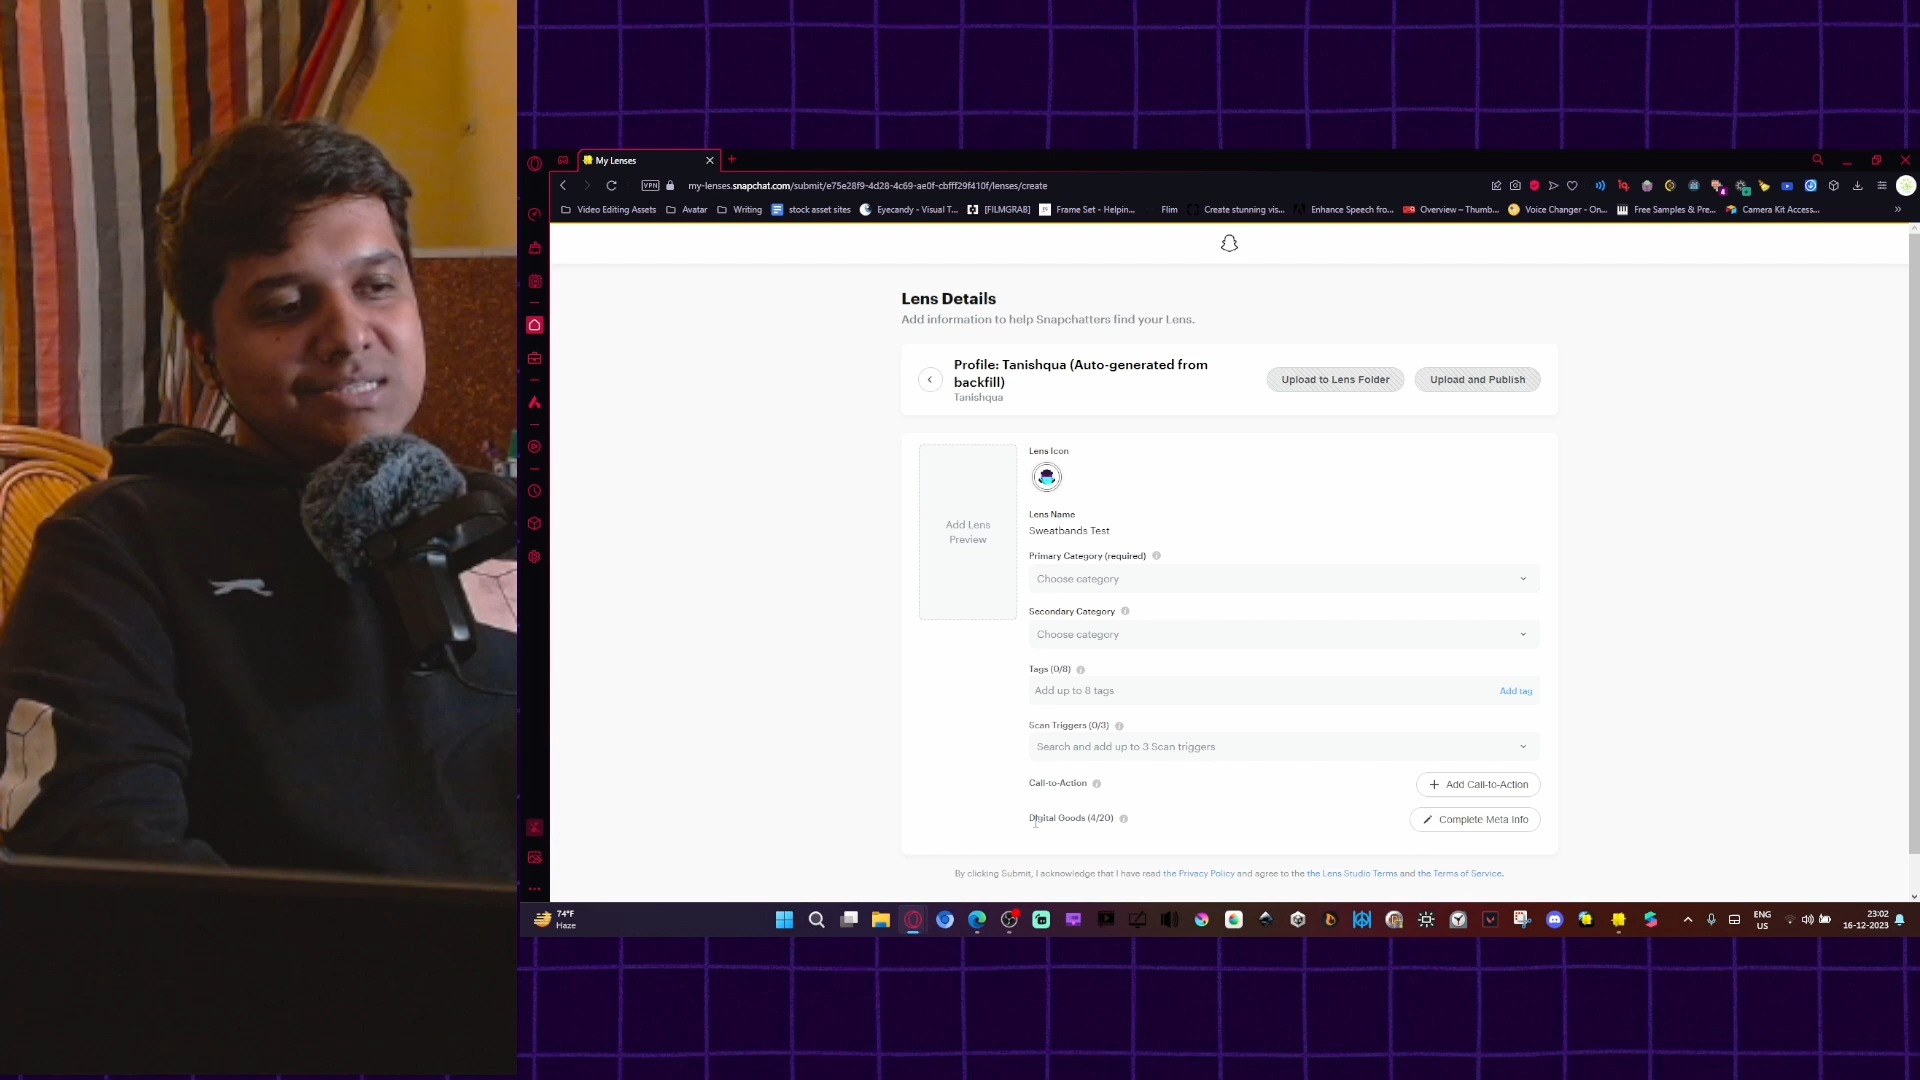 My Lenses
VPN
my-lenses.snapchat.com/submit/e75e28f9-4d28-4c69-ae0f-cbfff29f410f/lenses/create
Video Editing Assets
Avatar
Writing
stock asset sites
Eyecandy - Visual T...
[FILMGRAB]
Frame Set - Helpin...
Flim
Create stunning vis...
Enhance Speech fro...
Overview – Thumb...
Voice Changer - On...
Free Samples & Pre...
Camera Kit Access...
Lens Details
Add information to help Snapchatters find your Lens.
Profile: Tanishqua (Auto-generated from
backfill)
Tanishqua
Upload to Lens Folder
Upload and Publish
Add Lens
Preview
Lens Icon
Lens Name
Sweatbands Test
Primary Category (required)
Choose category
Secondary Category
Choose category
Tags (0/8)
Add up to 8 tags
Add tag
Scan Triggers (0/3)
Search and add up to 3 Scan triggers
Call-to-Action
Add Call-to-Action
Digital Goods (4/20)
Complete Meta Info
By clicking Submit, I acknowledge that I have read the Privacy Policy and agree to the the Lens Studio Terms and the Terms of Service.
74°F
Haze
ENG
US
23:02
16-12-2023